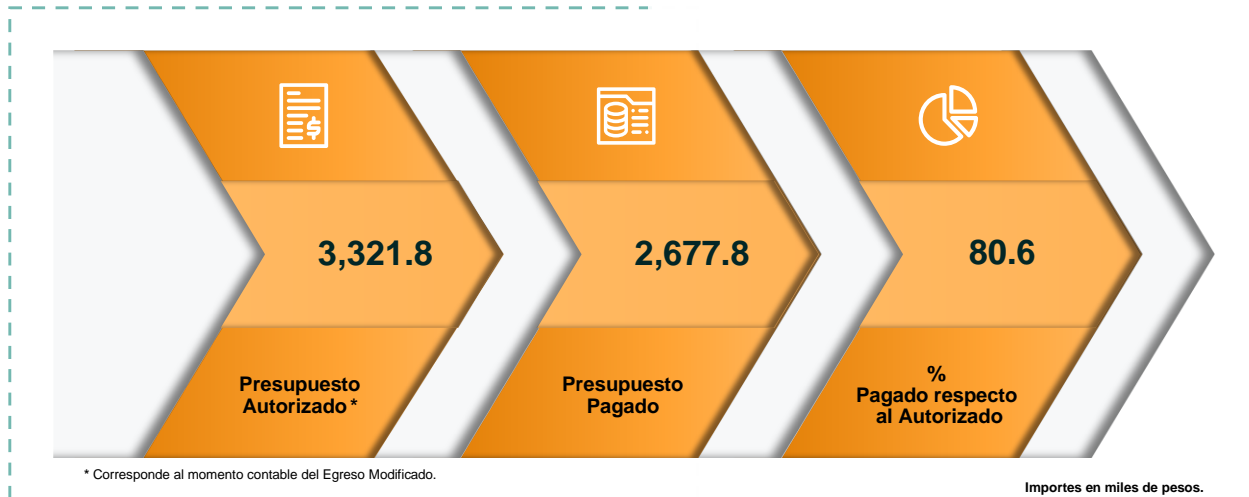 3,321.8
2,677.8
80.6
Presupuesto
Autorizado *
Presupuesto
Pagado
%
Pagado respecto
al Autorizado
* Corresponde al momento contable del Egreso Modificado.
Importes en miles de pesos.